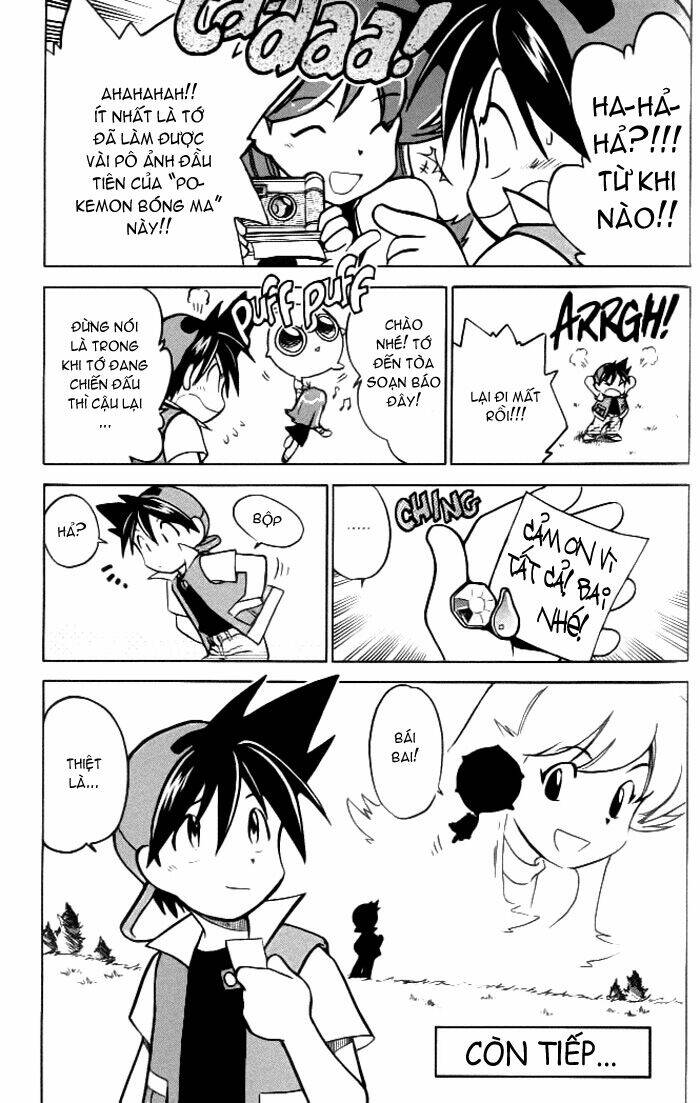 Ta-daaa!
AHAHAHAH!!
ÍT NHẤT LÀ TỚ
ĐÃ LÀM ĐƯỢC
VÀI PÔ ẢNH ĐẦU
TIÊN CỦA "PO-
KEMON BÓNG MA"
NÀY!!
HA-HẢ-
HẢ?!!!
TỪ KHI
NÀO!!
ĐỪNG NÓI
LÀ TRONG
KHI TỚ ĐANG
CHIẾN ĐẤU
THÌ CẬU LẠI
...
PUFF PUFF
CHÀO
NHÉ! TỚ
ĐẾN TÒA
SOẠN BÁO
ĐÂY!
ARRGH!
LẠI ĐI MẤT
RỒI!!!
HẢ?
BỘP
......
CHING
CẢM ƠN VÌ
TẤT CẢ! BAI
NHÉ!
THIỆT
LÀ...
BÁI
BAI!
CÒN TIẾP...